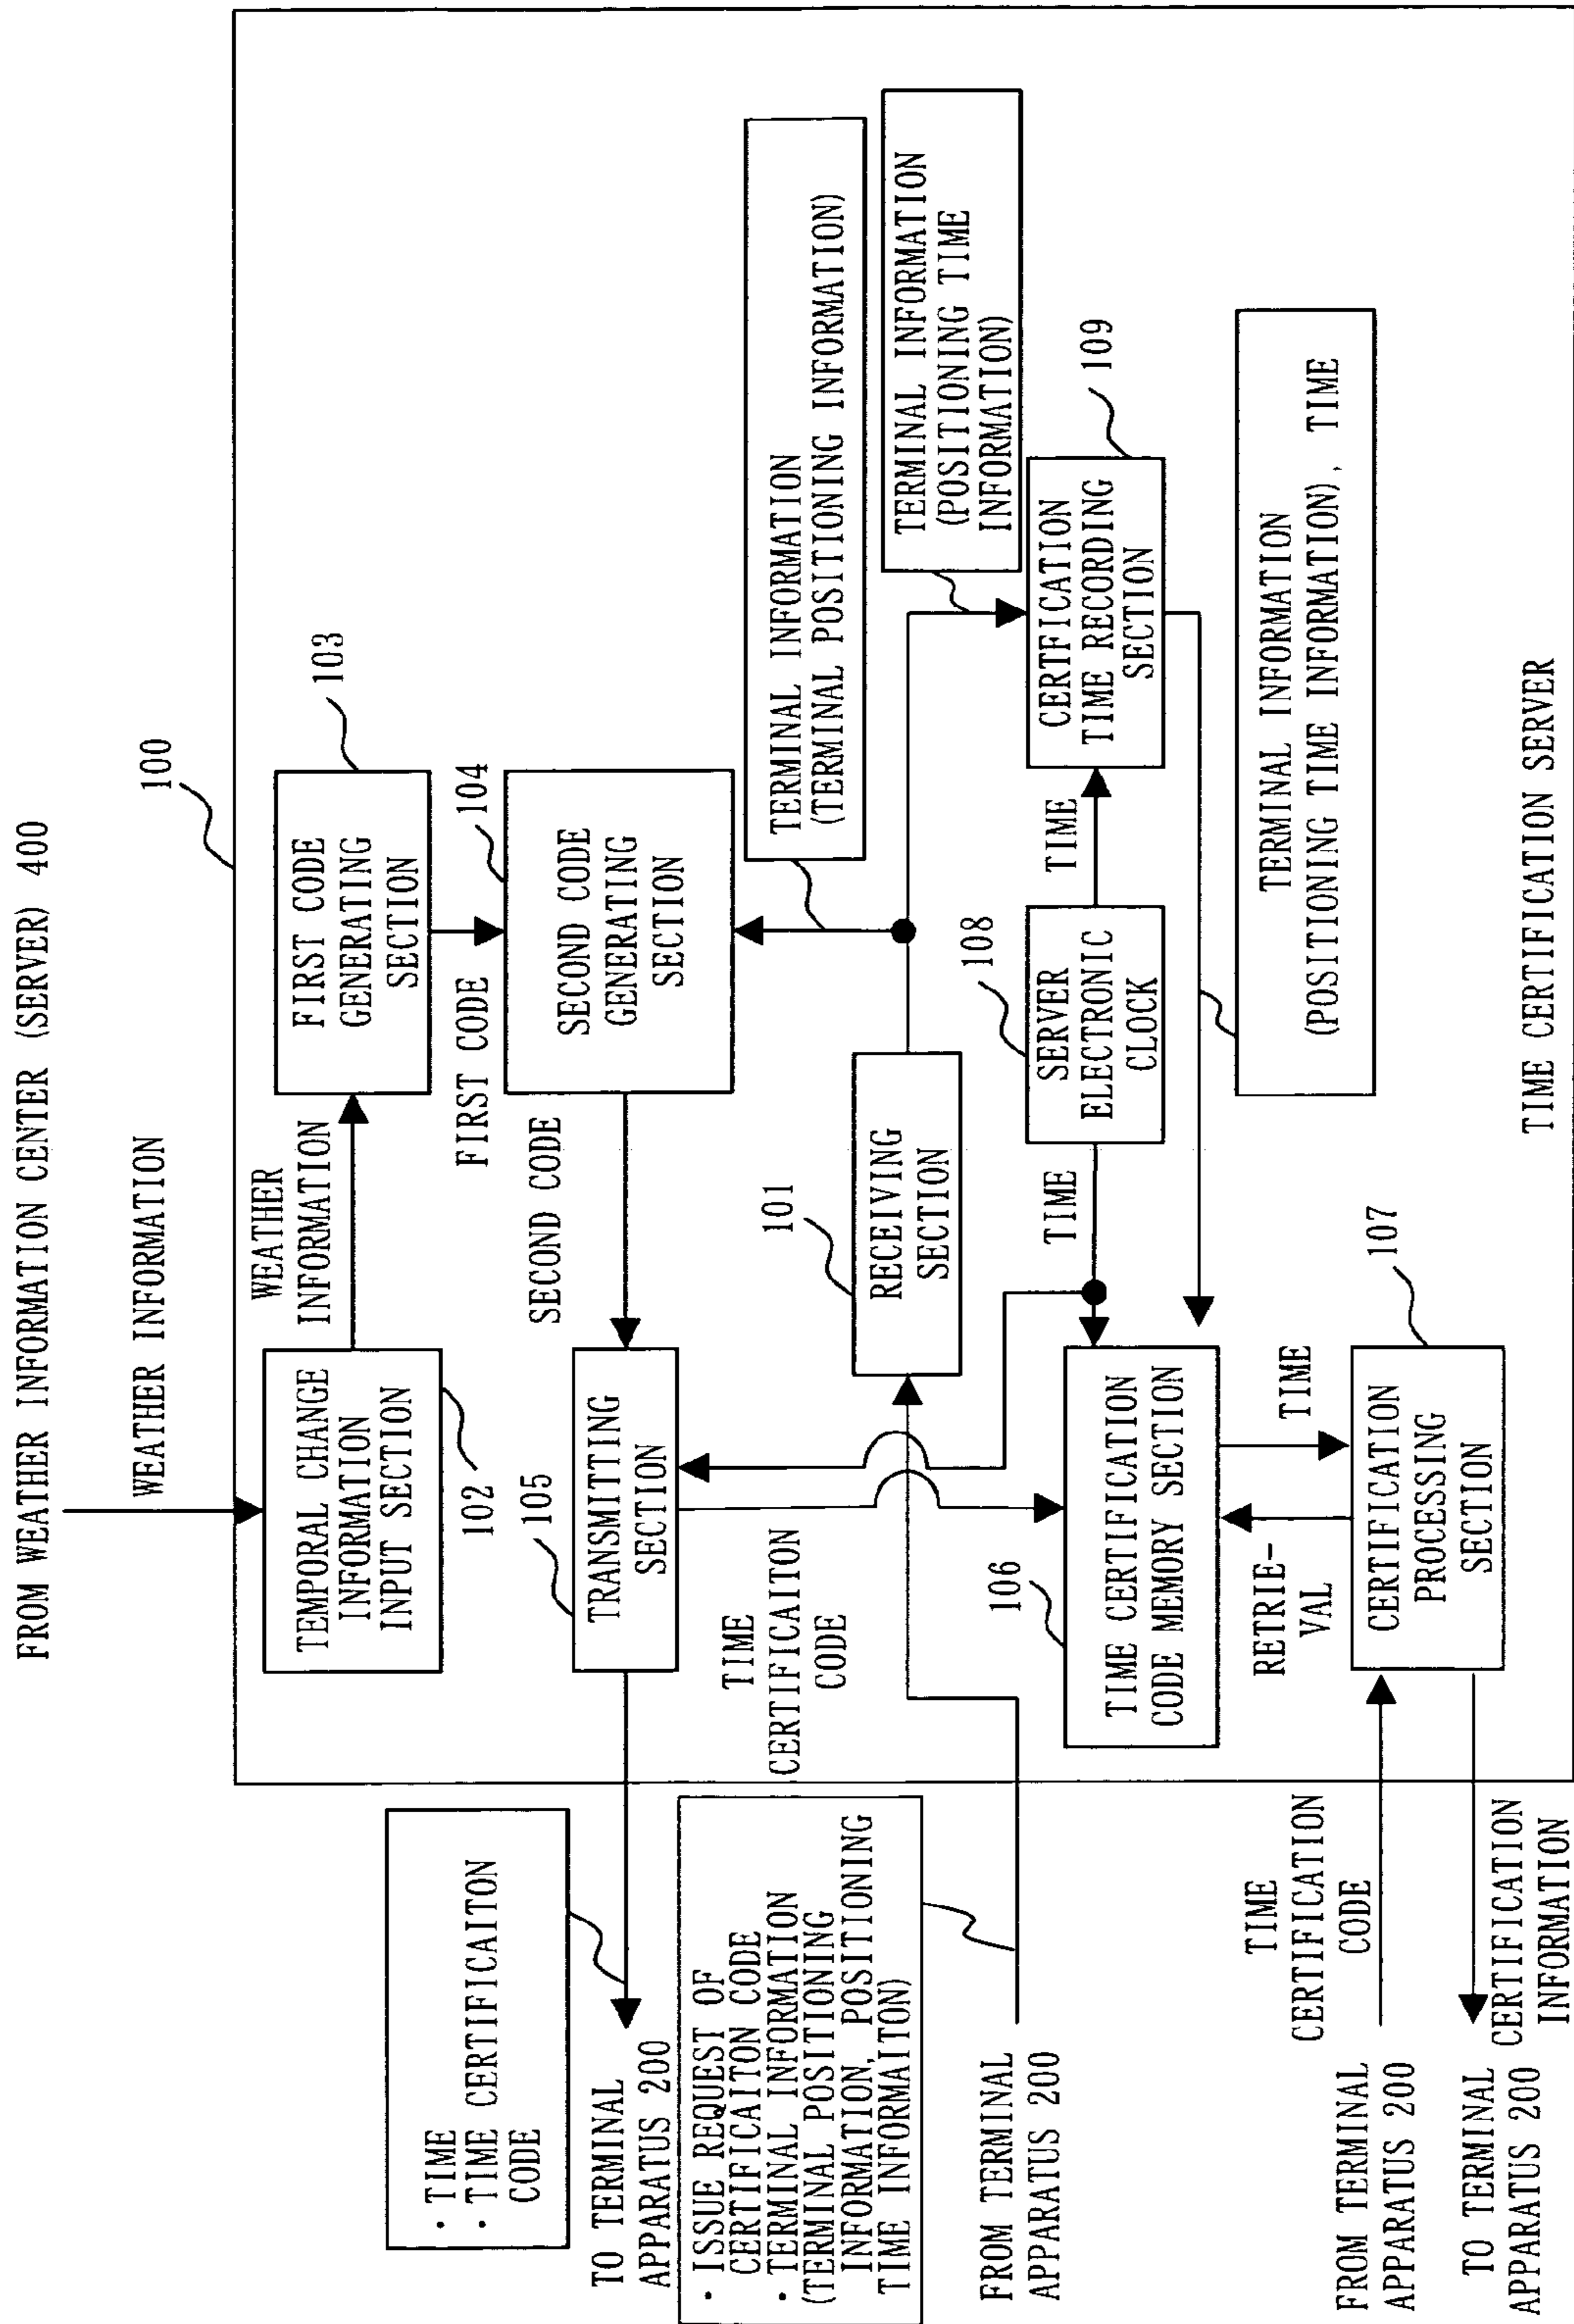 FROM WEATHER INFORMATION CENTER (SERVER) 400
WEATHER INFORMATION
100
TEMPORAL CHANGE
INFORMATION
INPUT SECTION
102
WEATHER
INFORMATION
FIRST CODE
GENERATING
SECTION
103
FIRST CODE
104
SECOND CODE
GENERATING
SECTION
SECOND CODE
105
TRANSMITTING
SECTION
· TIME
· TIME CERTIFICAITON
CODE
TO TERMINAL
APPARATUS 200
· ISSUE REQUEST OF
CERTIFICAITON CODE
· TERMINAL INFORMATION
(TERMINAL POSITIONING
INFORMATION, POSITIONING
TIME INFORMAITON)
FROM TERMINAL
APPARATUS 200
TIME
CERTIFICAITON
CODE
101
RECEIVING
SECTION
TERMINAL INFORMATION
(TERMINAL POSITIONING INFORMATION)
TERMINAL INFORMATION
(POSITIONING TIME
INFORMATION)
106
TIME CERTIFICATION
CODE MEMORY SECTION
TIME
108
SERVER
ELECTRONIC
CLOCK
TIME
CERTFICATION
TIME RECORDING
SECTION
109
TERMINAL INFORMATION
(POSITIONING TIME INFORMATION), TIME
RETRIE-
VAL
TIME
107
CERTIFICATION
PROCESSING
SECTION
TIME
CERTIFICATION
CODE
FROM TERMINAL
APPARATUS 200
TO TERMINAL
APPARATUS 200
CERTIFICATION
INFORMATION
TIME CERTIFICATION SERVER